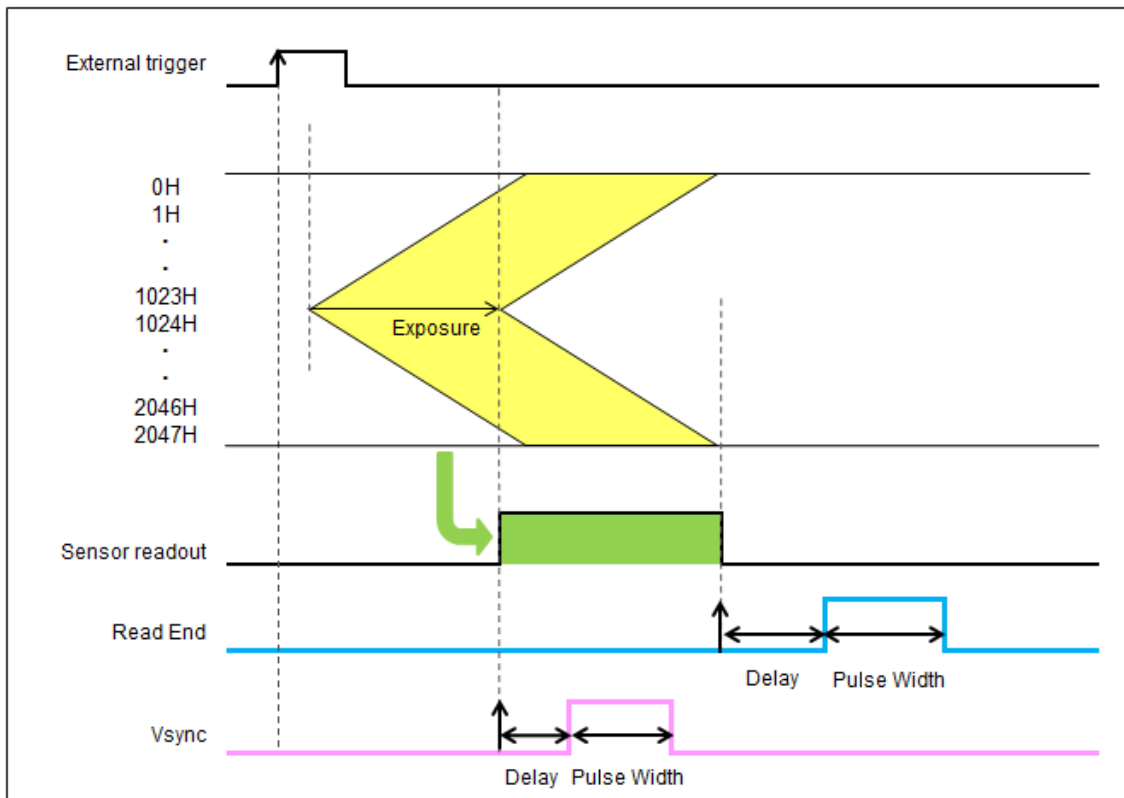 External trigger
0H
1H
·
·
1023H
1024H
·
·
2046H
2047H
Exposure
Sensor readout
Read End
Delay
Pulse Width
Vsync
Delay
Pulse Width